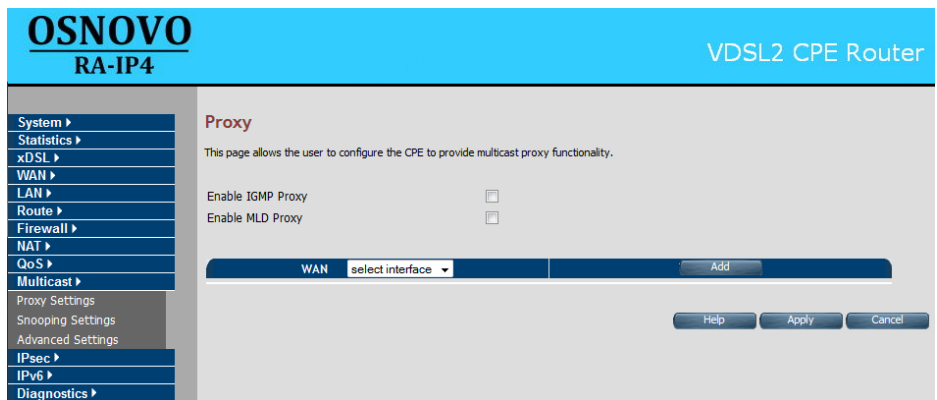 OSNOVO
RA-IP4
VDSL2 CPE Router
System
Statistics
xDSL
WAN
LAN
Route
Firewall
NAT
QoS
Multicast
Proxy Settings
Snooping Settings
Advanced Settings
IPsec
IPv6
Diagnostics
Proxy
This page allows the user to configure the CPE to provide multicast proxy functionality.
Enable IGMP Proxy
Enable MLD Proxy
WAN select interface Add
Help Apply Cancel